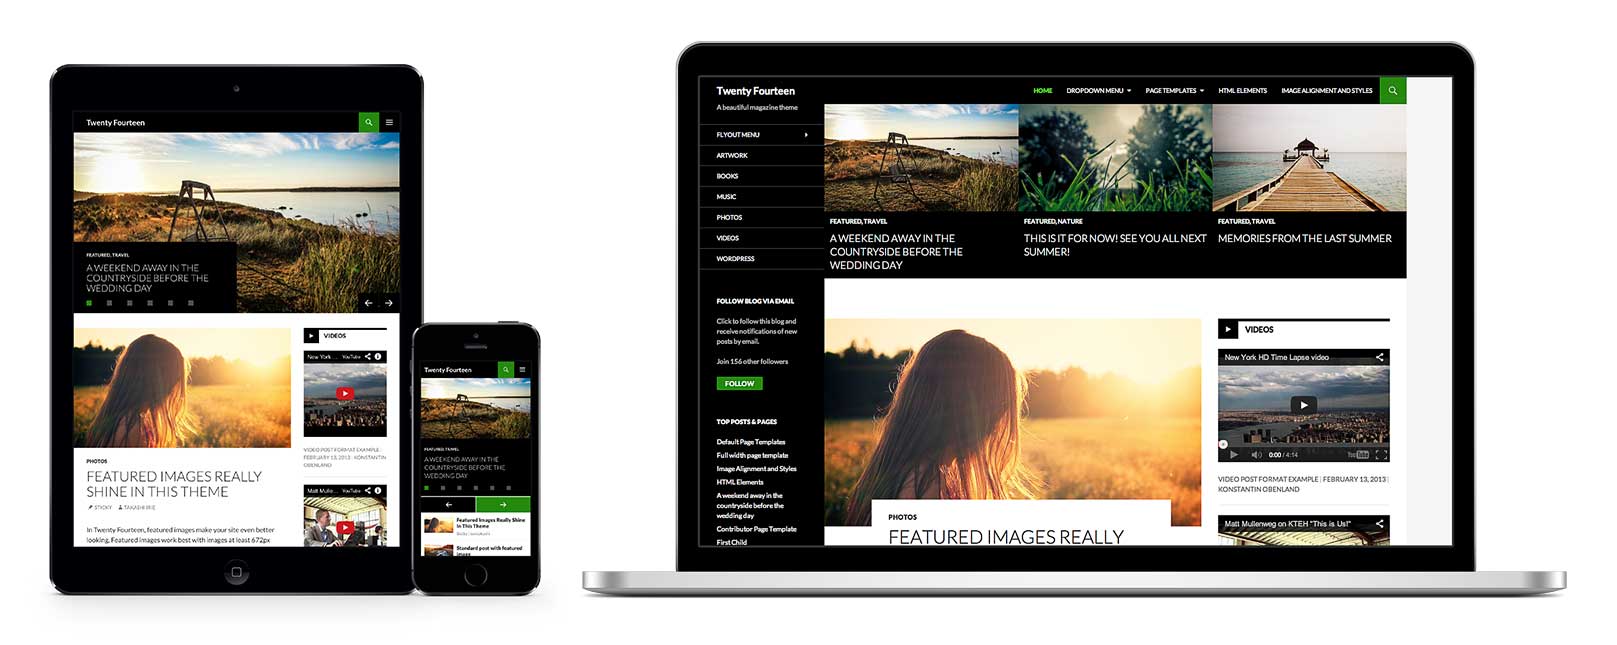 Twenty Fourteen
FEATURED, TRAVEL
A WEEKEND AWAY IN THE
COUNTRYSIDE BEFORE THE
WEDDING DAY
VIDEOS
New York ... YouTube
VIDEO POST FORMAT EXAMPLE |
FEBRUARY 13, 2013 | KONSTANTIN
OBENLAND
Matt Mulle... YouTube
PHOTOS
FEATURED IMAGES REALLY
SHINE IN THIS THEME
STICKY TAKASHI IRIE
In Twenty Fourteen, featured images make your site even better
looking. Featured images work best with images at least 672px
Twenty Fourteen
FEATURED, TRAVEL
A WEEKEND AWAY IN THE
COUNTRYSIDE BEFORE THE
WEDDING DAY
Featured Images Really Shine
in This Theme
Standard post with featured
image
Twenty Fourteen
A beautiful magazine theme
HOME DROPDOWN MENU PAGE TEMPLATES HTML ELEMENTS IMAGE ALIGNMENT AND STYLES
FLYOUT MENU
ARTWORK
BOOKS
MUSIC
PHOTOS
VIDEOS
WORDPRESS
FOLLOW BLOG VIA EMAIL
Click to follow this blog and
receive notifications of new
posts by email.
Join 156 other followers
FOLLOW
TOP POSTS & PAGES
Default Page Templates
Full width page template
Image Alignment and Styles
HTML Elements
A weekend away in the
countryside before the
wedding day
Contributor Page Template
First Child
FEATURED, TRAVEL
A WEEKEND AWAY IN THE
COUNTRYSIDE BEFORE THE
WEDDING DAY
FEATURED, NATURE
THIS IS IT FOR NOW! SEE YOU ALL NEXT
SUMMER!
FEATURED, TRAVEL
MEMORIES FROM THE LAST SUMMER
PHOTOS
FEATURED IMAGES REALLY
VIDEOS
New York HD Time Lapse video
0:00 / 4:14 YouTube
VIDEO POST FORMAT EXAMPLE | FEBRUARY 13, 2013 |
KONSTANTIN OBENLAND
Matt Mullenweg on KTEH "This is Us!"